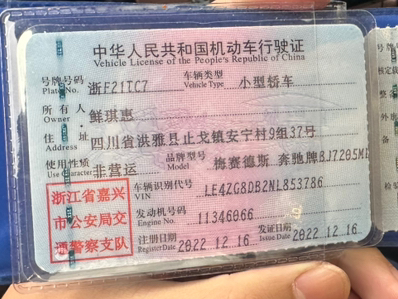 中华人民共和国机动车行驶证
Vehicle License of the People's Republic of China
号牌号码 浙F21TC7 车辆类型 小型轿车
Plate No. Vehicle Type
所有人 鲜琪惠
Owner
住址 四川省洪雅县止戈镇安宁村9组37号
Address
使用性质 非营运 品牌型号 梅赛德斯 奔驰牌BJ7205M
Use Character Model
浙江省嘉兴
市公安局交
通警察支队
车辆识别代号 LE4ZG8DB2NL853786
VIN
发动机号码 11346066
Engine No.
注册日期 2022 12 16 发证日期 2022 12 16
Register Date Issue Date